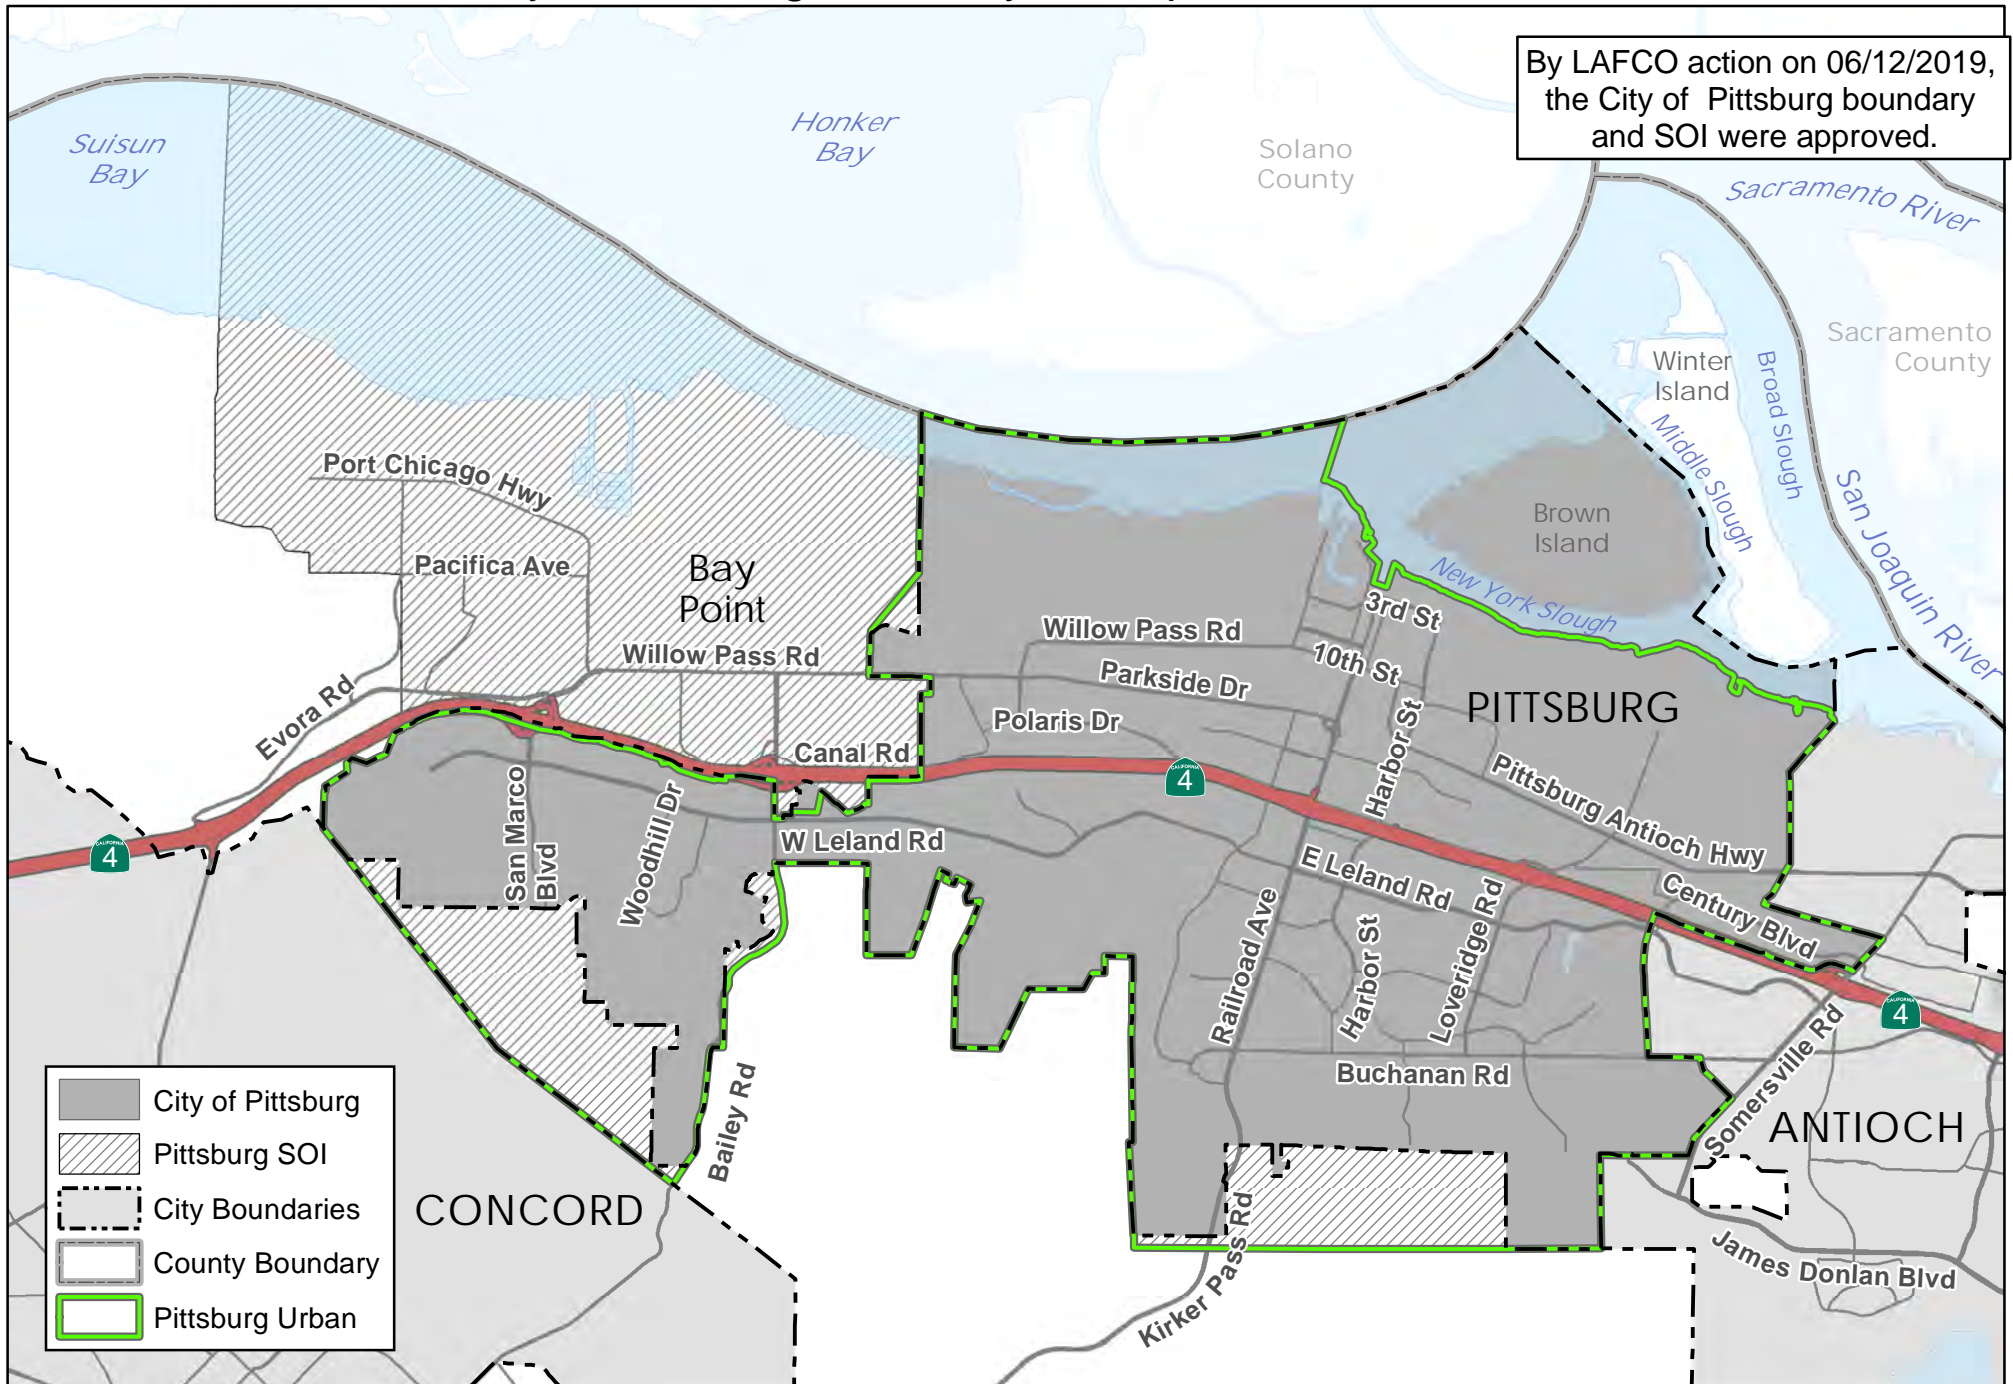 By LAFCO action on 06/12/2019,
the City of Pittsburg boundary
and SOI were approved.
Suisun
Bay
Honker
Bay
Solano
County
Sacramento River
Sacramento
County
Winter
Island
Broad Slough
Middle Slough
San Joaquin River
Brown
Island
New York Slough
Port Chicago Hwy
Pacifica Ave
Bay
Point
Willow Pass Rd
Willow Pass Rd
3rd St
10th St
Parkside Dr
Polaris Dr
Harbor St
PITTSBURG
Evora Rd
Canal Rd
CALIFORNIA
4
Pittsburg Antioch Hwy
San Marco
Blvd
Woodhill Dr
W Leland Rd
CALIFORNIA
4
E Leland Rd
Century Blvd
Railroad Ave
Harbor St
Loveridge Rd
CALIFORNIA
4
Somersville Rd
Buchanan Rd
Bailey Rd
ANTIOCH
CONCORD
Kirker Pass Rd
James Donlan Blvd
City of Pittsburg
Pittsburg SOI
City Boundaries
County Boundary
Pittsburg Urban